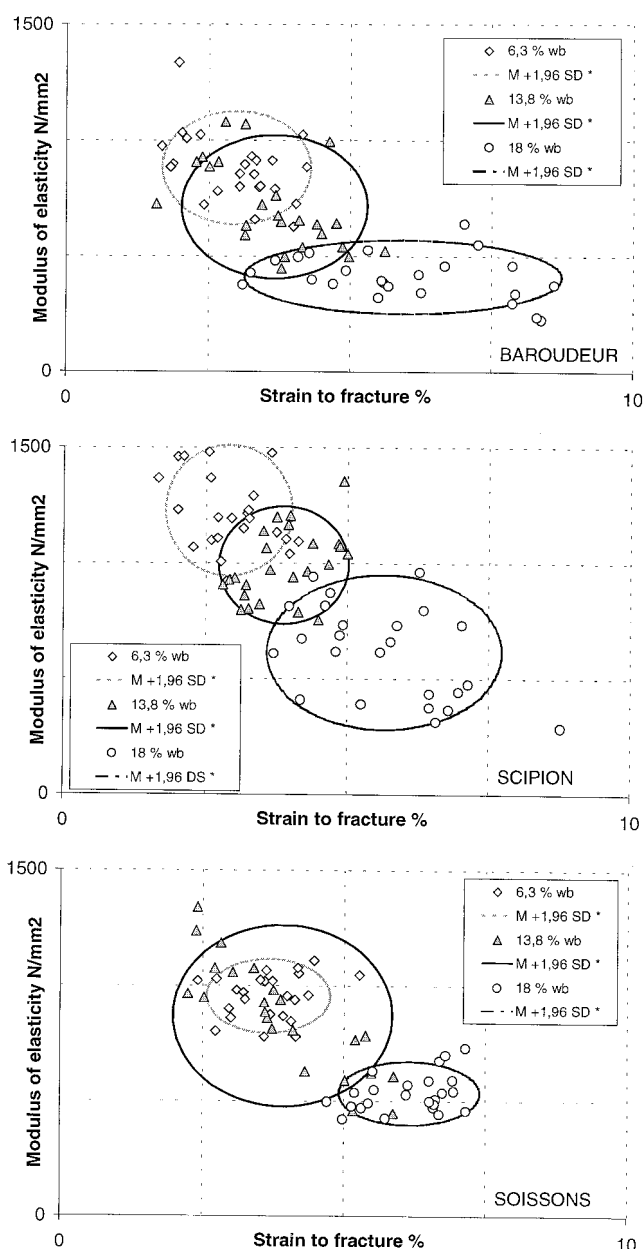 1500
Modulus of elasticity N/mm2
6,3 % wb
M +1,96 SD *
13,8 % wb
M +1,96 SD *
18 % wb
M +1,96 SD *
BAROUDEUR
0
0
Strain to fracture %
10
1500
Modulus of elasticity N/mm2
6,3 % wb
M +1,96 SD *
13,8 % wb
M +1,96 SD *
18 % wb
M +1,96 DS *
SCIPION
0
0
Strain to fracture %
10
1500
Modulus of elasticity N/mm2
6,3 % wb
M +1,96 SD *
13,8 % wb
M +1,96 SD *
18 % wb
M +1,96 SD *
SOISSONS
0
0
Strain to fracture %
10